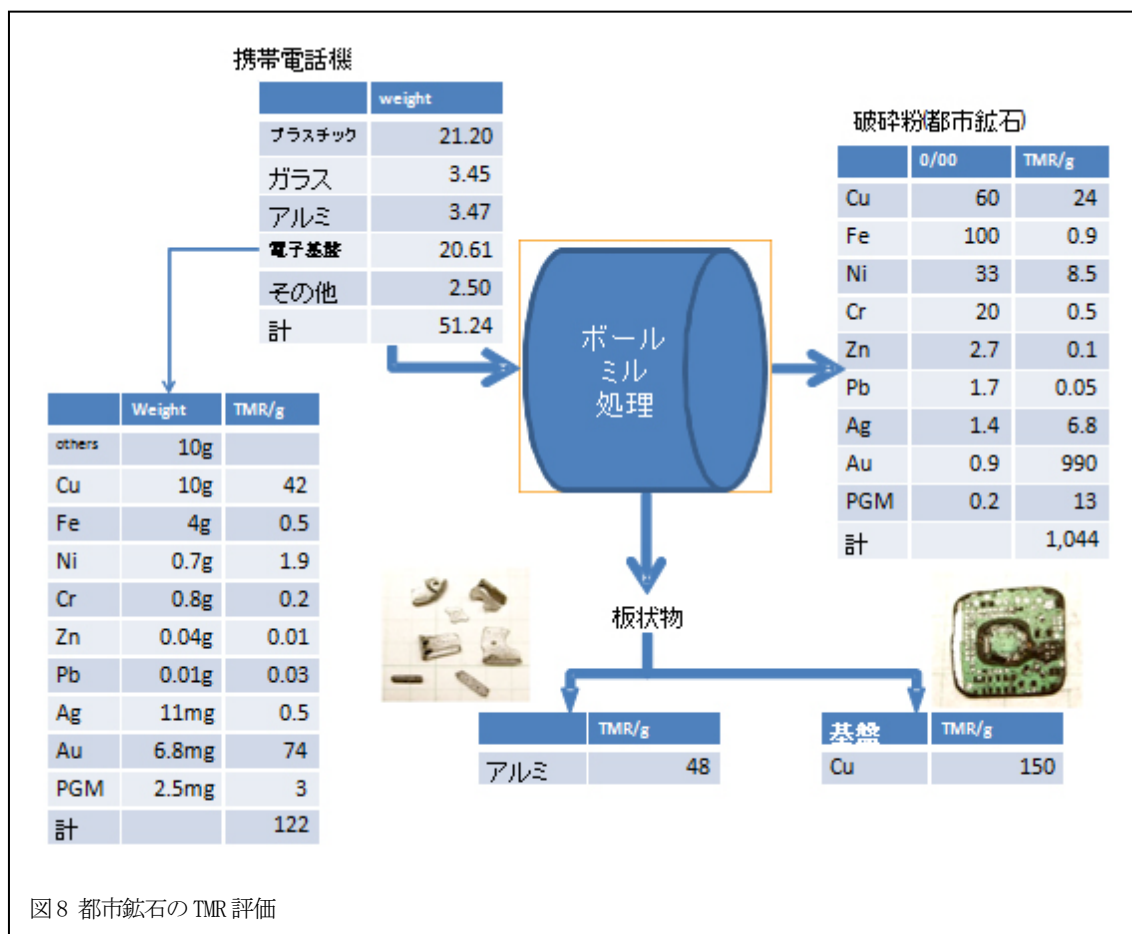 携帯電話機
weight
プラスチック 21.20
ガラス 3.45
アルミ 3.47
電子基盤 20.61
その他 2.50
計 51.24
ボール
ミル
処理
破砕粉(都市鉱石)
0/00 TMR/g
Cu 60 24
Fe 100 0.9
Ni 33 8.5
Cr 20 0.5
Zn 2.7 0.1
Pb 1.7 0.05
Ag 1.4 6.8
Au 0.9 990
PGM 0.2 13
計 1,044
Weight TMR/g
others 10g
Cu 10g 42
Fe 4g 0.5
Ni 0.7g 1.9
Cr 0.8g 0.2
Zn 0.04g 0.01
Pb 0.01g 0.03
Ag 11mg 0.5
Au 6.8mg 74
PGM 2.5mg 3
計 122
板状物
TMR/g
アルミ 48
基盤 TMR/g
Cu 150
図8 都市鉱石のTMR評価